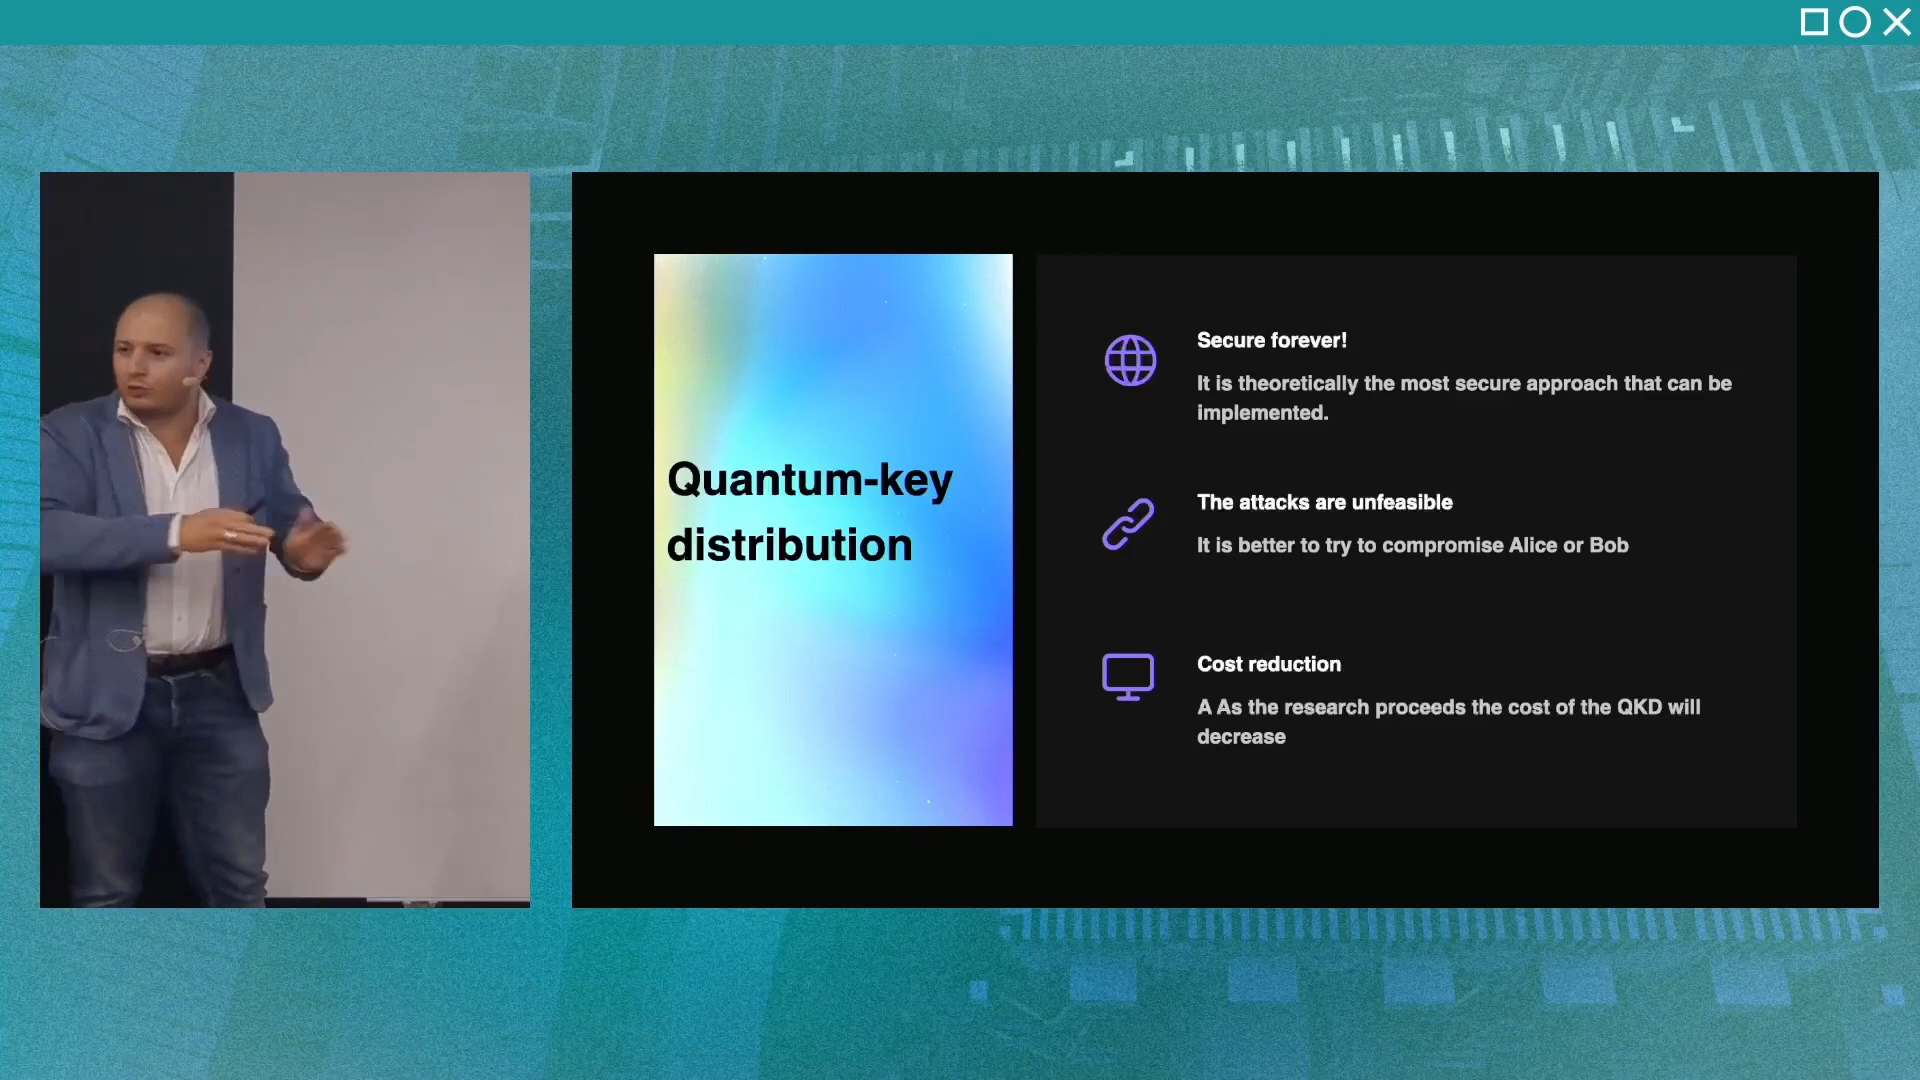 Quantum-key
distribution
Secure forever!
It is theoretically the most secure approach that can be
implemented.
The attacks are unfeasible
It is better to try to compromise Alice or Bob
Cost reduction
A As the research proceeds the cost of the QKD will
decrease